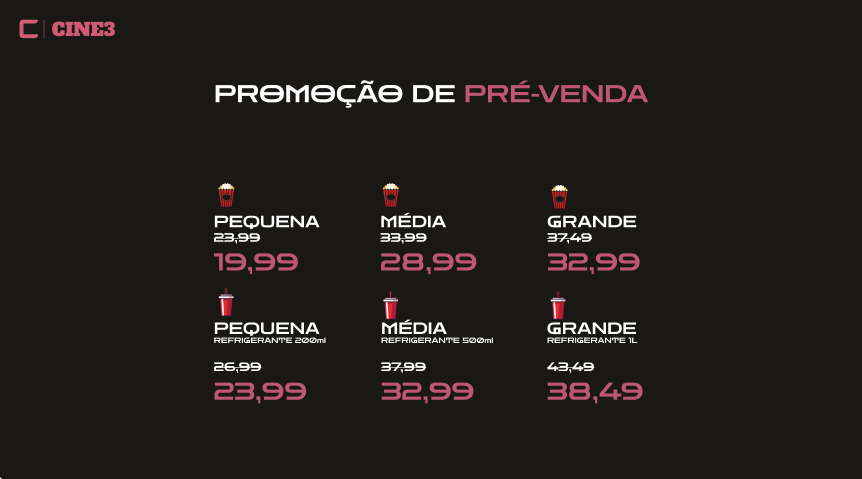 C | CINE3
PROMOÇÃO DE PRÉ-VENDA
PEQUENA
23,99
19,99
MÉDIA
33,99
28,99
GRANDE
37,49
32,99
PEQUENA
REFRIGERANTE 200ml
26,99
23,99
MÉDIA
REFRIGERANTE 500ml
37,99
32,99
GRANDE
REFRIGERANTE 1L
43,49
38,49